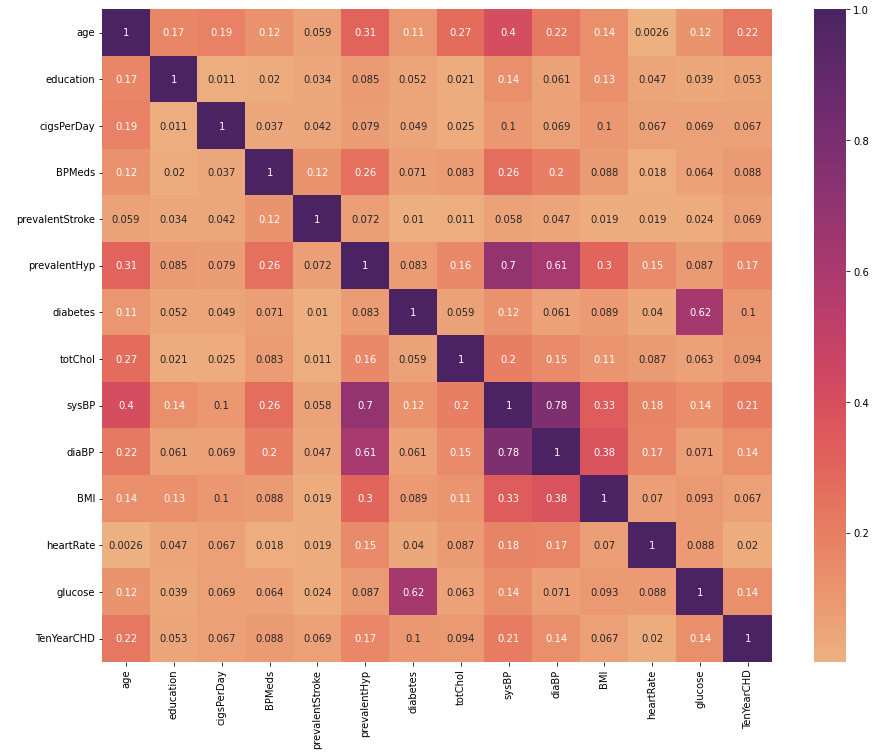 age 1 0.17 0.19 0.12 0.059 0.31 0.11 0.27 0.4 0.22 0.14 0.0026 0.12 0.22
education 0.17 1 0.011 0.02 0.034 0.085 0.052 0.021 0.14 0.061 0.13 0.047 0.039 0.053
cigsPerDay 0.19 0.011 1 0.037 0.042 0.079 0.049 0.025 0.1 0.069 0.1 0.067 0.069 0.067
BPMeds 0.12 0.02 0.037 1 0.12 0.26 0.071 0.083 0.26 0.2 0.088 0.018 0.064 0.088
prevalentStroke 0.059 0.034 0.042 0.12 1 0.072 0.01 0.011 0.058 0.047 0.019 0.019 0.024 0.069
prevalentHyp 0.31 0.085 0.079 0.26 0.072 1 0.083 0.16 0.7 0.61 0.3 0.15 0.087 0.17
diabetes 0.11 0.052 0.049 0.071 0.01 0.083 1 0.059 0.12 0.061 0.089 0.04 0.62 0.1
totChol 0.27 0.021 0.025 0.083 0.011 0.16 0.059 1 0.2 0.15 0.11 0.087 0.063 0.094
sysBP 0.4 0.14 0.1 0.26 0.058 0.7 0.12 0.2 1 0.78 0.33 0.18 0.14 0.21
diaBP 0.22 0.061 0.069 0.2 0.047 0.61 0.061 0.15 0.78 1 0.38 0.17 0.071 0.14
BMI 0.14 0.13 0.1 0.088 0.019 0.3 0.089 0.11 0.33 0.38 1 0.07 0.093 0.067
heartRate 0.0026 0.047 0.067 0.018 0.019 0.15 0.04 0.087 0.18 0.17 0.07 1 0.088 0.02
glucose 0.12 0.039 0.069 0.064 0.024 0.087 0.62 0.063 0.14 0.071 0.093 0.088 1 0.14
TenYearCHD 0.22 0.053 0.067 0.088 0.069 0.17 0.1 0.094 0.21 0.14 0.067 0.02 0.14 1
age education cigsPerDay BPMeds prevalentStroke prevalentHyp diabetes totChol sysBP diaBP BMI heartRate glucose TenYearCHD
1.0
0.8
0.6
0.4
0.2